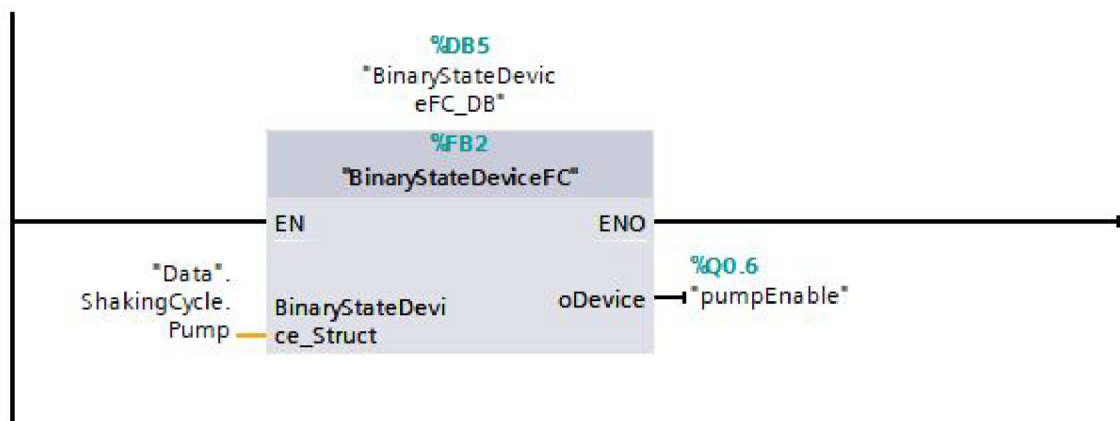 %DB5
"BinaryStateDevic
eFC_DB"
%FB2
"BinaryStateDeviceFC"
EN
ENO
"Data".
ShakingCycle.
Pump
BinaryStateDevi
ce_Struct
oDevice
%Q0.6
"pumpEnable"